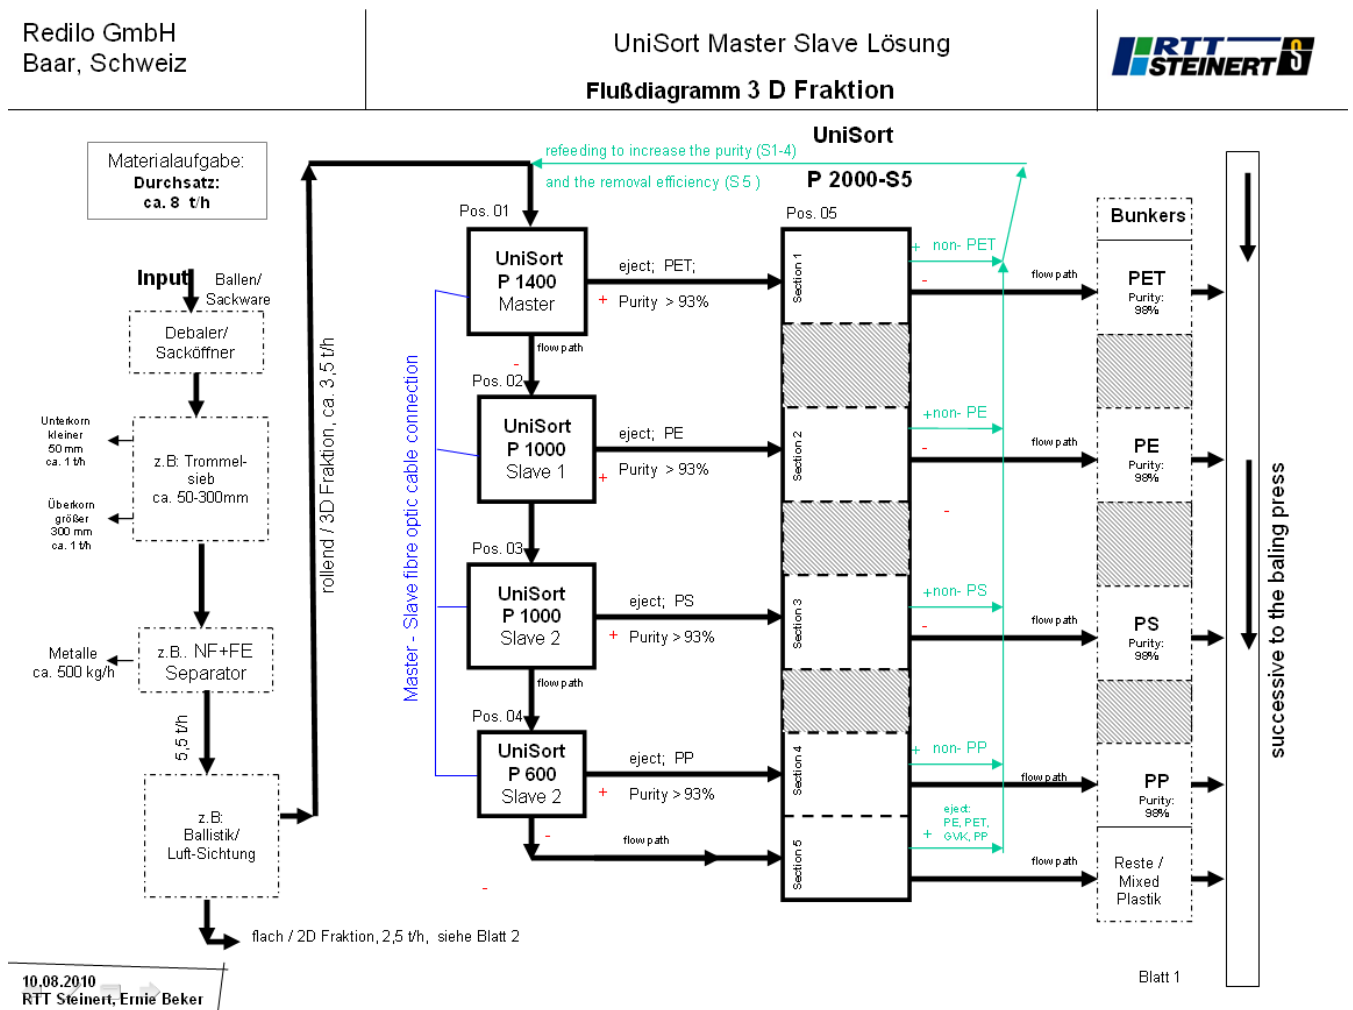 Redilo GmbH
Baar, Schweiz
UniSort Master Slave Lösung
Flußdiagramm 3 D Fraktion
RTT
STEINERT S
Materialaufgabe:
Durchsatz:
ca. 8 t/h
Input
Ballen/
Sackware
Debaler/
Sacköffner
Unterkorn
kleiner
50 mm
ca. 1 t/h
z.B: Trommel-
sieb
ca. 50-300mm
Überkorn
größer
300 mm
ca. 1 t/h
Metalle
ca. 500 kg/h
z.B.. NF+FE
Separator
5,5 t/h
z.B:
Ballistik/
Luft-Sichtung
flach / 2D Fraktion, 2,5 t/h, siehe Blatt 2
rollend / 3D Fraktion, ca. 3,5 t/h
Master - Slave fibre optic cable connection
refeeding to increase the purity (S1-4)
and the removal efficiency (S 5 )
UniSort
P 2000-S5
Pos. 01
UniSort
P 1400
Master
flow path
-
eject; PET;
+ Purity > 93%
Pos. 02
UniSort
P 1000
Slave 1
eject; PE
+ Purity > 93%
Pos. 03
UniSort
P 1000
Slave 2
flow path
eject; PS
+ Purity > 93%
Pos. 04
UniSort
P 600
Slave 2
eject; PP
+ Purity > 93%
-
flow path
-
Pos. 05
Section 1
Section 2
Section 3
Section 4
Section 5
+ non- PET
-
flow path
+non- PE
-
flow path
-
+non- PS
-
flow path
+ non- PP
flow path
eject:
PE, PET,
GVK, PP
+
flow path
Bunkers
PET
Purity:
98%
PE
Purity:
98%
PS
Purity:
98%
PP
Purity:
98%
Reste /
Mixed
Plastik
successive to the baling press
Blatt 1
10.08.2010
RTT Steinert, Ernie Beker